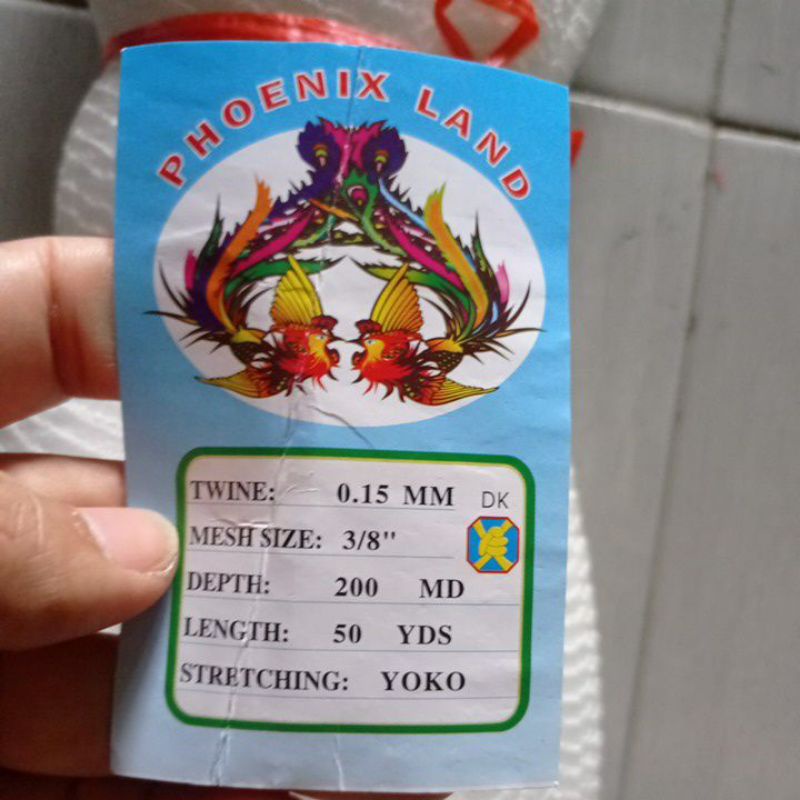 PHOENIX LAND
TWINE: 0.15 MM DK
MESH SIZE: 3/8"
DEPTH: 200 MD
LENGTH: 50 YDS
STRETCHING: YOKO